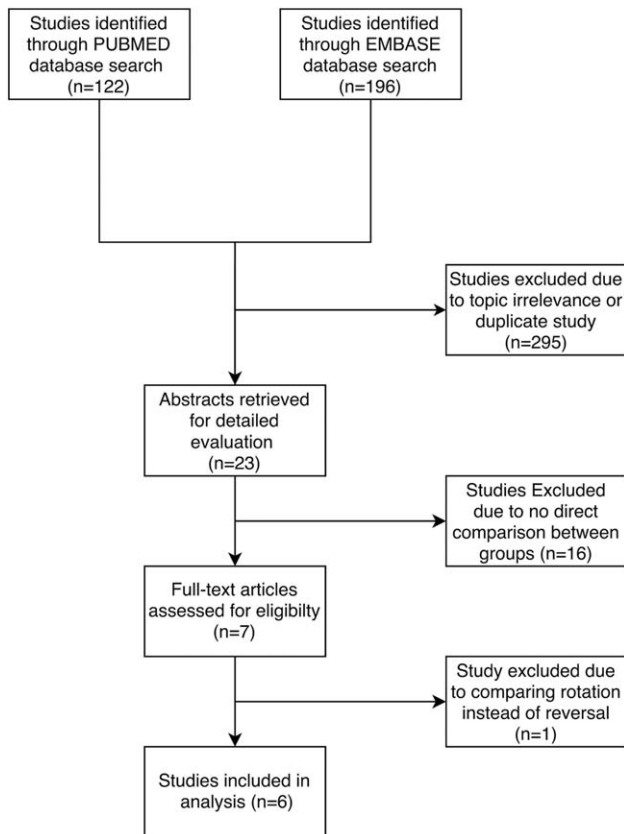 Studies identified
through PUBMED
database search
(n=122)
Studies identified
through EMBASE
database search
(n=196)
Studies excluded due
to topic irrelevance or
duplicate study
(n=295)
Abstracts retrieved
for detailed
evaluation
(n=23)
Studies Excluded
due to no direct
comparison between
groups (n=16)
Full-text articles
assessed for eligibilty
(n=7)
Study excluded due
to comparing rotation
instead of reversal
(n=1)
Studies included in
analysis (n=6)